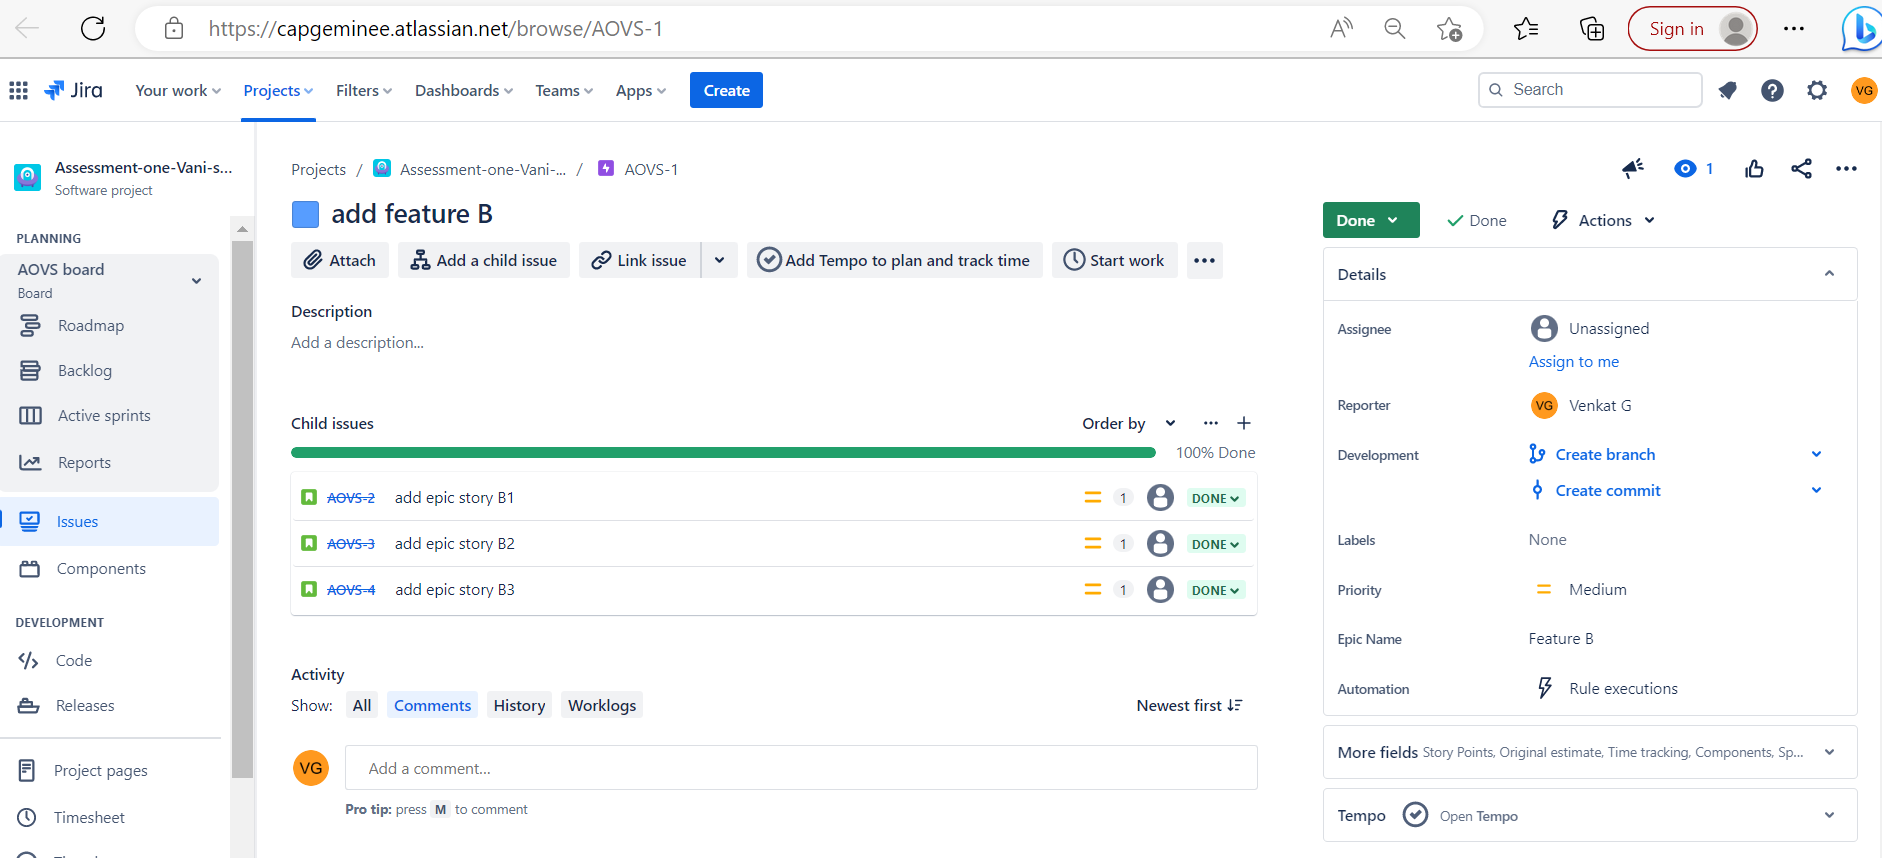 https://capgeminee.atlassian.net/browse/AOVS-1
Sign in
Jira
Your work
Projects
Filters
Dashboards
Teams
Apps
Create
Search
VG
Assessment-one-Vani-s...
Software project
PLANNING
AOVS board
Board
Roadmap
Backlog
Active sprints
Reports
Issues
Components
DEVELOPMENT
Code
Releases
Project pages
Timesheet
Projects / Assessment-one-Vani-... / AOVS-1
1
add feature B
Attach
Add a child issue
Link issue
Add Tempo to plan and track time
Start work
Description
Add a description...
Child issues
Order by
100% Done
AOVS-2 add epic story B1 1 DONE
AOVS-3 add epic story B2 1 DONE
AOVS-4 add epic story B3 1 DONE
Activity
Show: All Comments History Worklogs
Newest first
VG
Add a comment...
Pro tip: press M to comment
Done
Done
Actions
Details
Assignee
Unassigned
Assign to me
Reporter
VG Venkat G
Development
Create branch
Create commit
Labels
None
Priority
Medium
Epic Name
Feature B
Automation
Rule executions
More fields Story Points, Original estimate, Time tracking, Components, Sp...
Tempo
Open Tempo